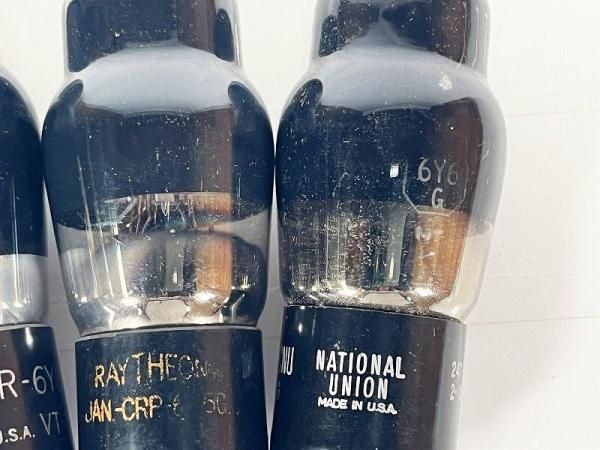 R-6Y
U.S.A. VT
RAYTHEON
JAN-CRP-6
6Y6
G
NU
NATIONAL
UNION
MADE IN U.S.A.